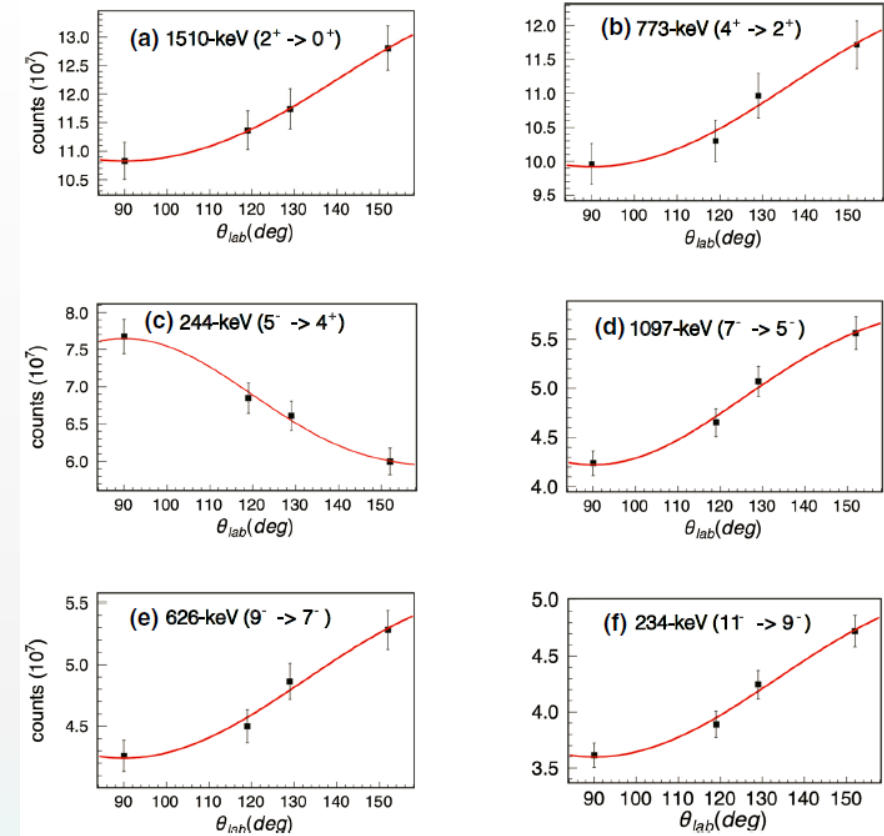 (a) 1510-keV (2⁺ -> 0⁺)
counts (10⁷)
13.0
12.5
12.0
11.5
11.0
10.5
90 100 110 120 130 140 150
θlab(deg)
(b) 773-keV (4⁺ -> 2⁺)
12.0
11.5
11.0
10.5
10.0
9.5
90 100 110 120 130 140 150
θlab(deg)
(c) 244-keV (5⁻ -> 4⁺)
counts (10⁷)
8.0
7.5
7.0
6.5
6.0
90 100 110 120 130 140 150
θlab(deg)
(d) 1097-keV (7⁻ -> 5⁻)
5.5
5.0
4.5
4.0
90 100 110 120 130 140 150
θlab(deg)
(e) 626-keV (9⁻ -> 7⁻)
counts (10⁷)
5.5
5.0
4.5
90 100 110 120 130 140 150
θlab(deg)
(f) 234-keV (11⁻ -> 9⁻)
5.0
4.5
4.0
3.5
90 100 110 120 130 140 150
θlab(deg)